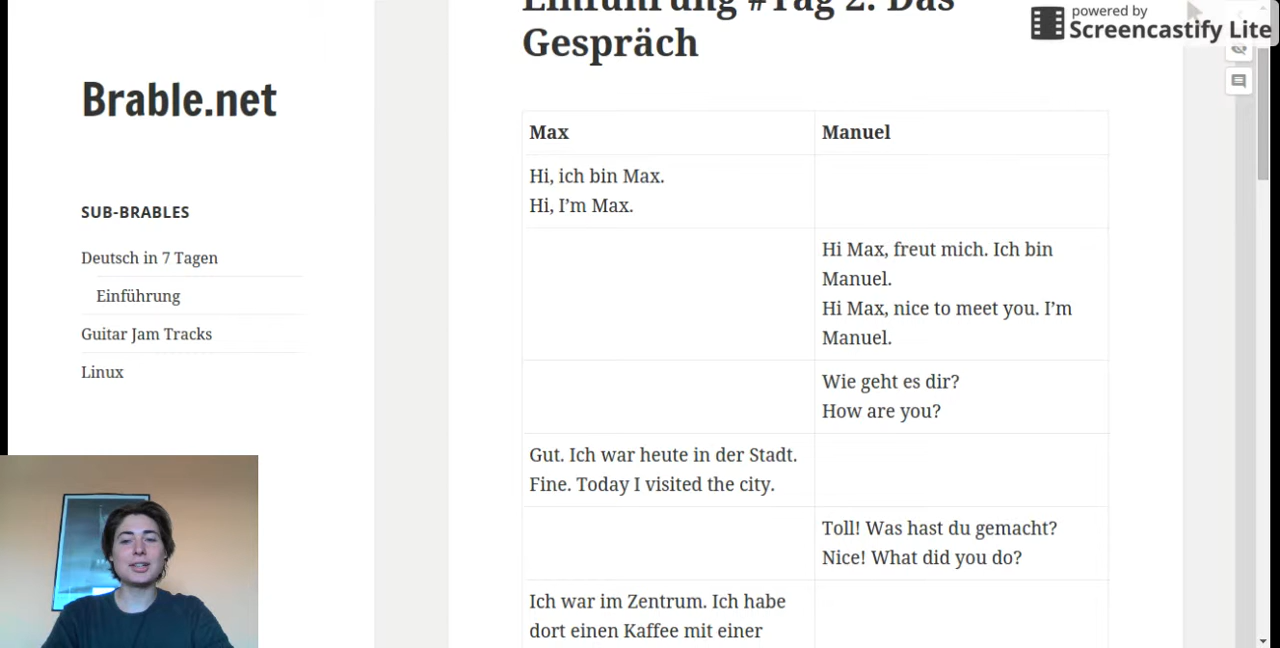 Einführung #Tag 2: Das
Gespräch
powered by
Screencastify Lite
Brable.net
SUB-BRABLES
Deutsch in 7 Tagen
Einführung
Guitar Jam Tracks
Linux
Max
Manuel
Hi, ich bin Max.
Hi, I’m Max.
Hi Max, freut mich. Ich bin
Manuel.
Hi Max, nice to meet you. I’m
Manuel.
Wie geht es dir?
How are you?
Gut. Ich war heute in der Stadt.
Fine. Today I visited the city.
Toll! Was hast du gemacht?
Nice! What did you do?
Ich war im Zentrum. Ich habe
dort einen Kaffee mit einer